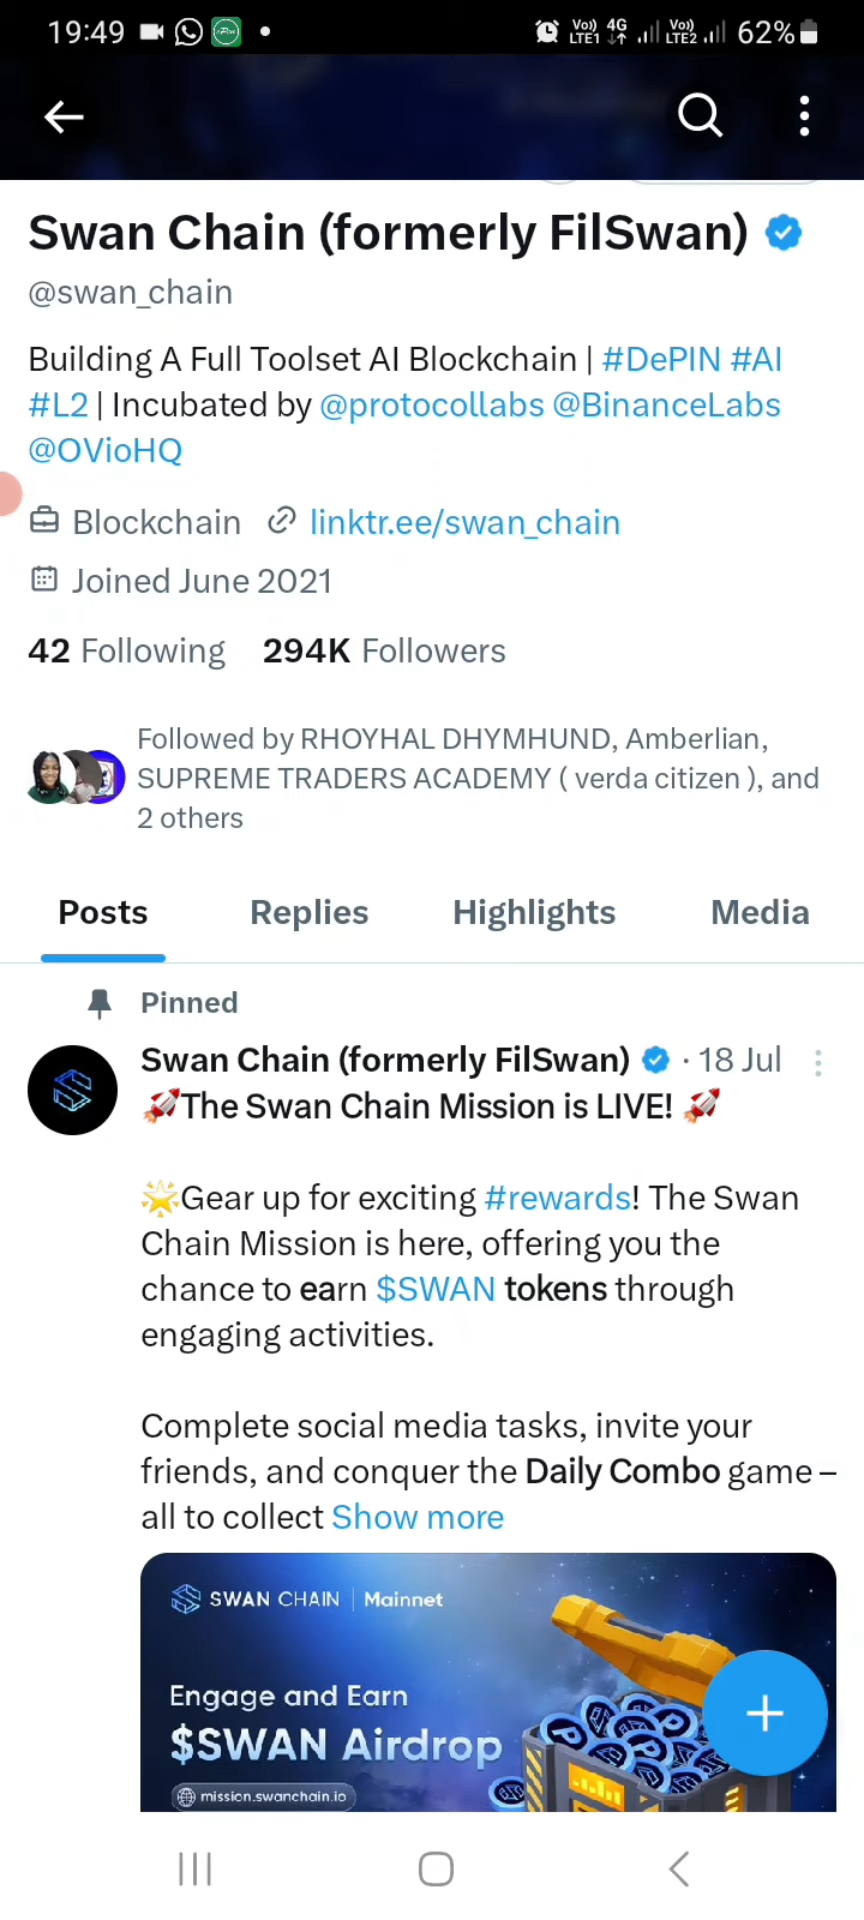 19:49 Vo)) LTE1 4G Vo)) LTE2 62%
Swan Chain (formerly FilSwan)
@swan_chain
Building A Full Toolset AI Blockchain | #DePIN #AI
#L2 | Incubated by @protocollabs @BinanceLabs
@OVioHQ
Blockchain linktr.ee/swan_chain
Joined June 2021
42 Following 294K Followers
Followed by RHOYHAL DHYMHUND, Amberlian,
SUPREME TRADERS ACADEMY ( verda citizen ), and
2 others
Posts Replies Highlights Media
Pinned
Swan Chain (formerly FilSwan) · 18 Jul
🚀The Swan Chain Mission is LIVE! 🚀
🌟Gear up for exciting #rewards! The Swan
Chain Mission is here, offering you the
chance to earn $SWAN tokens through
engaging activities.
Complete social media tasks, invite your
friends, and conquer the Daily Combo game –
all to collect Show more
SWAN CHAIN | Mainnet
Engage and Earn
$SWAN Airdrop
mission.swanchain.io